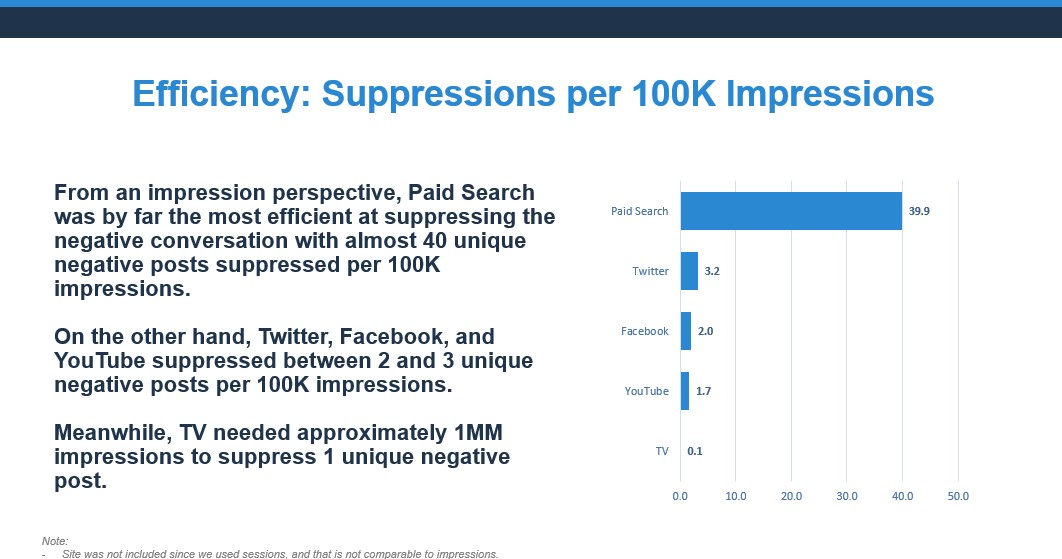 Efficiency: Suppressions per 100K Impressions
From an impression perspective, Paid Search
was by far the most efficient at suppressing the
negative conversation with almost 40 unique
negative posts suppressed per 100K
impressions.
On the other hand, Twitter, Facebook, and
YouTube suppressed between 2 and 3 unique
negative posts per 100K impressions.
Meanwhile, TV needed approximately 1MM
impressions to suppress 1 unique negative
post.
Paid Search 39.9
Twitter 3.2
Facebook 2.0
YouTube 1.7
TV 0.1
0.0 10.0 20.0 30.0 40.0 50.0
Note:
- Site was not included since we used sessions, and that is not comparable to impressions.